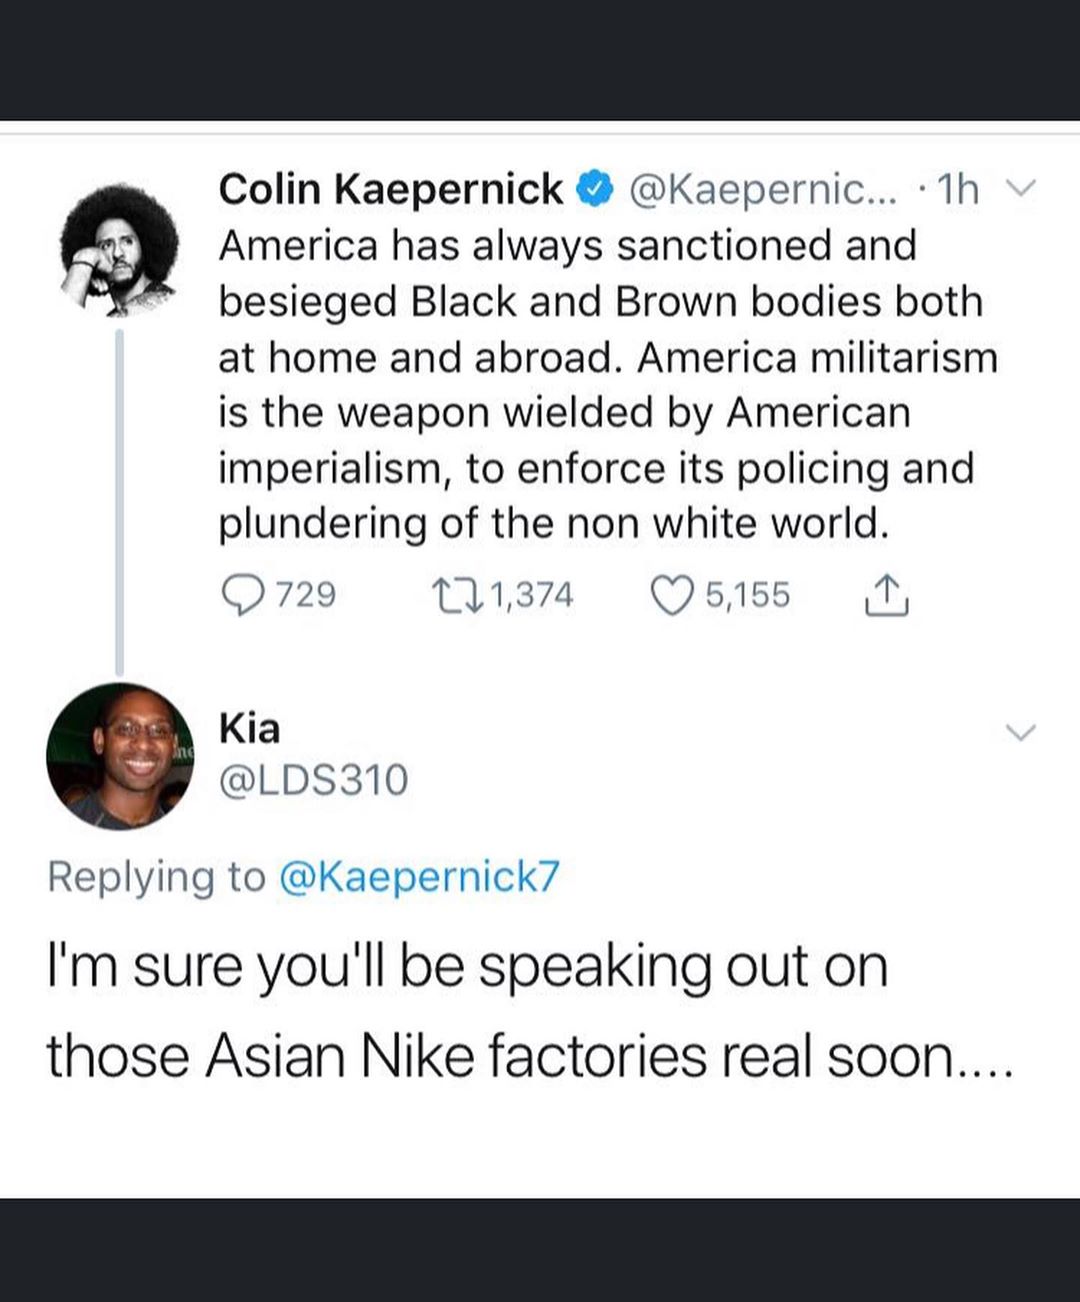 Colin Kaepernick @Kaepernic... · 1h
America has always sanctioned and
besieged Black and Brown bodies both
at home and abroad. America militarism
is the weapon wielded by American
imperialism, to enforce its policing and
plundering of the non white world.
729 1,374 5,155
Kia
@LDS310
Replying to @Kaepernick7
I'm sure you'll be speaking out on
those Asian Nike factories real soon....